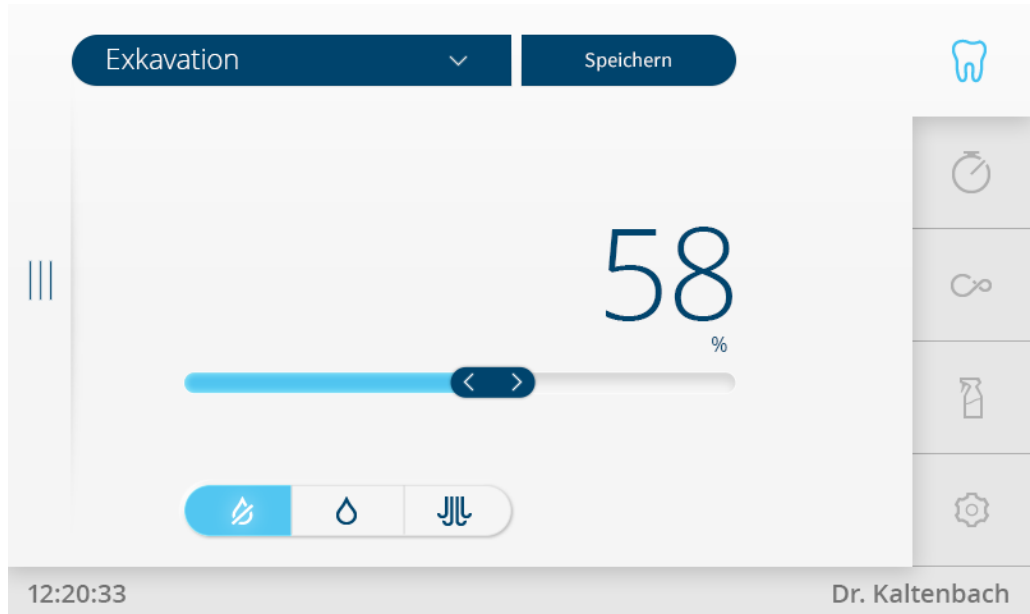 Exkavation
Speichern
58
%
12:20:33
Dr. Kaltenbach